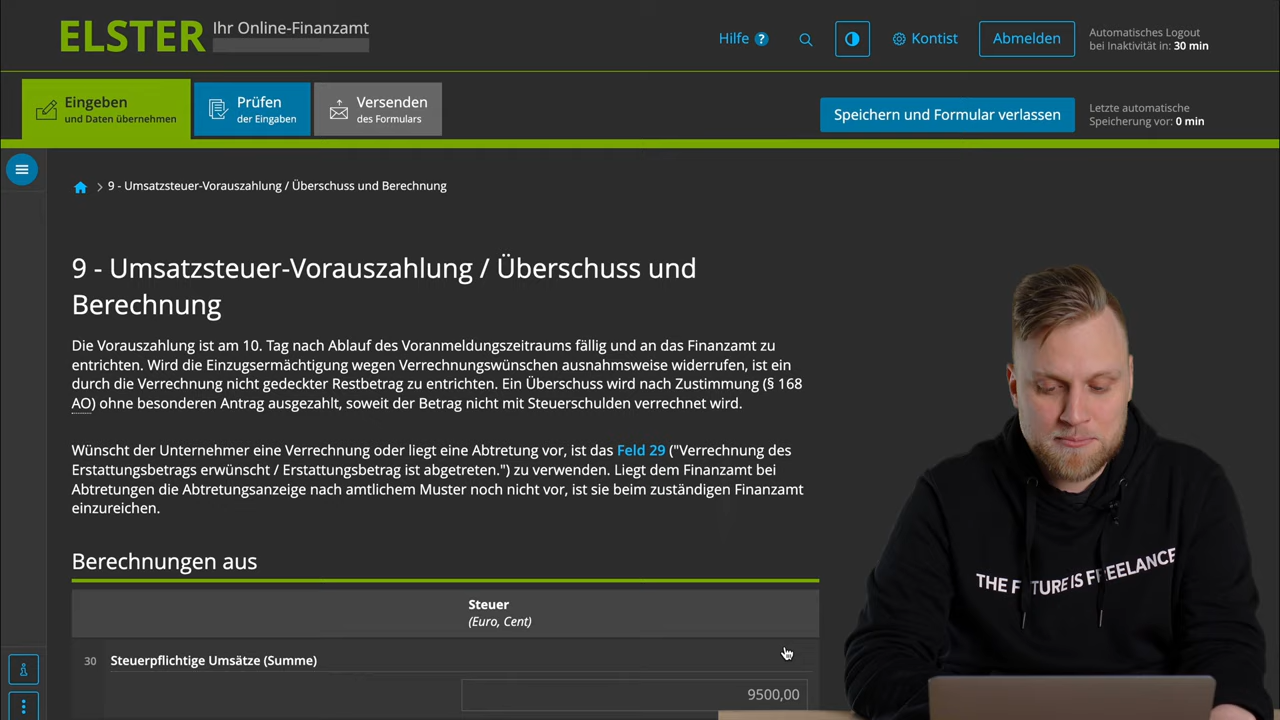 ELSTER Ihr Online-Finanzamt
Hilfe ?
Kontist
Abmelden
Automatisches Logout
bei Inaktivität in: 30 min
Eingeben
und Daten übernehmen
Prüfen
der Eingaben
Versenden
des Formulars
Speichern und Formular verlassen
Letzte automatische
Speicherung vor: 0 min
9 - Umsatzsteuer-Vorauszahlung / Überschuss und Berechnung
9 - Umsatzsteuer-Vorauszahlung / Überschuss und
Berechnung
Die Vorauszahlung ist am 10. Tag nach Ablauf des Voranmeldungszeitraums fällig und an das Finanzamt zu
entrichten. Wird die Einzugsermächtigung wegen Verrechnungswünschen ausnahmsweise widerrufen, ist ein
durch die Verrechnung nicht gedeckter Restbetrag zu entrichten. Ein Überschuss wird nach Zustimmung (§ 168
AO) ohne besonderen Antrag ausgezahlt, soweit der Betrag nicht mit Steuerschulden verrechnet wird.
Wünscht der Unternehmer eine Verrechnung oder liegt eine Abtretung vor, ist das Feld 29 ("Verrechnung des
Erstattungsbetrags erwünscht / Erstattungsbetrag ist abgetreten.") zu verwenden. Liegt dem Finanzamt bei
Abtretungen die Abtretungsanzeige nach amtlichem Muster noch nicht vor, ist sie beim zuständigen Finanzamt
einzureichen.
Berechnungen aus
Steuer
(Euro, Cent)
30 Steuerpflichtige Umsätze (Summe)
9500,00
THE FUTURE IS FREELANCE